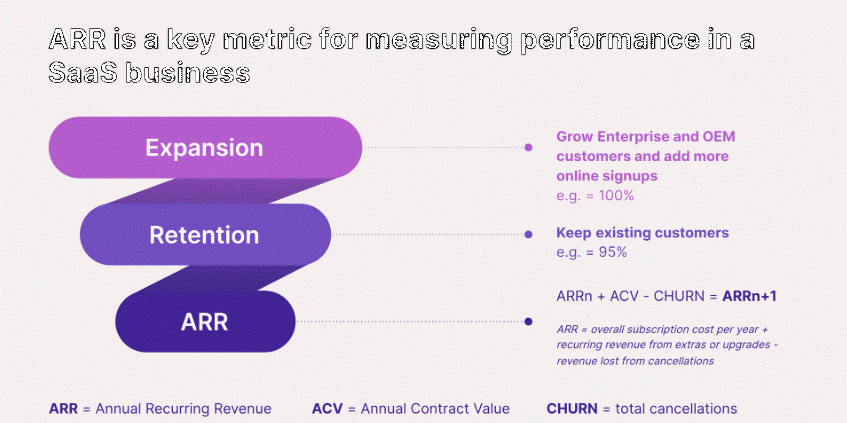 ARR is a key metric for measuring performance in a
SaaS business
Expansion
Grow Enterprise and OEM
customers and add more
online signups
e.g. = 100%
Retention
Keep existing customers
e.g. = 95%
ARR
ARRn + ACV - CHURN = ARRn+1
ARR = overall subscription cost per year +
recurring revenue from extras or upgrades -
revenue lost from cancellations
ARR = Annual Recurring Revenue
ACV = Annual Contract Value
CHURN = total cancellations